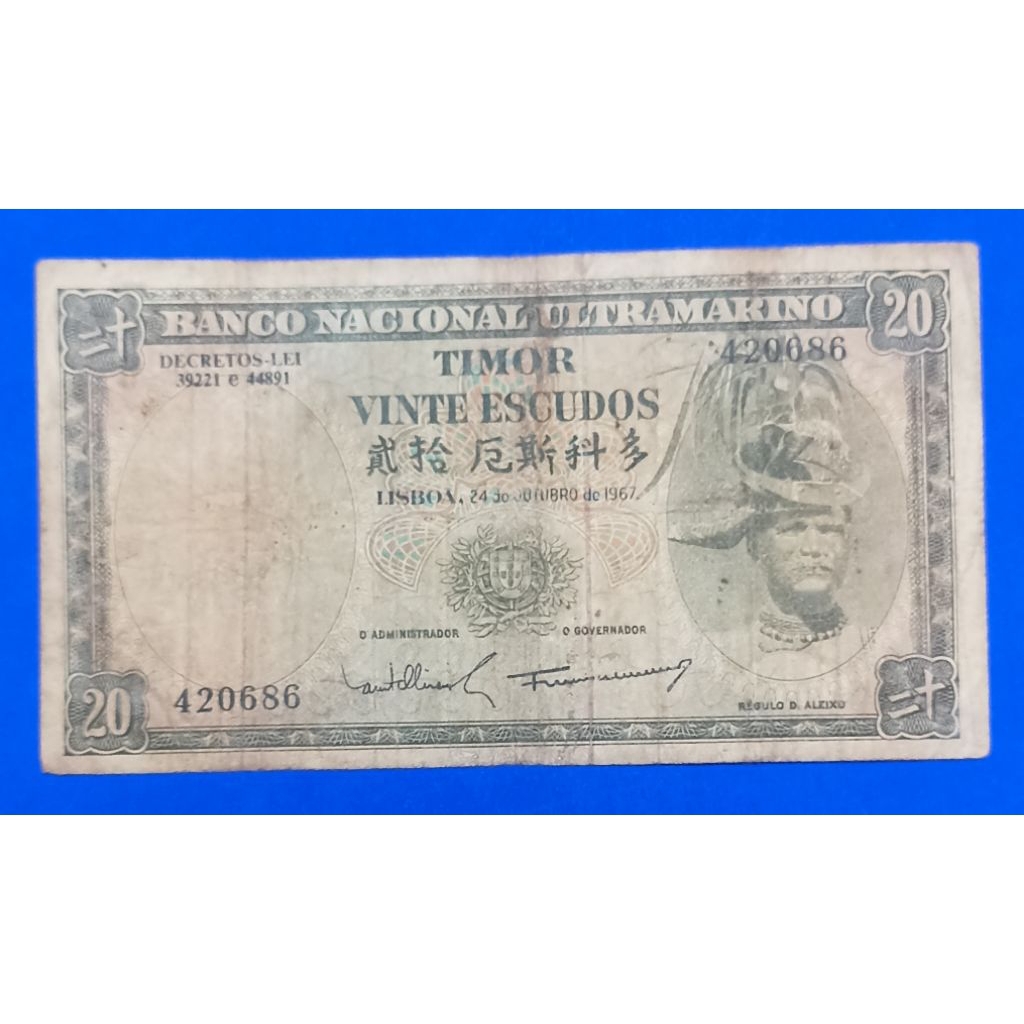 BANCO NACIONAL ULTRAMARINO
二十
20
DECRETOS-LEI
39221 e 44891
TIMOR
420686
VINTE ESCUDOS
貳拾 厄斯科多
LISBOA, 24 de OUTUBRO de 1967
O ADMINISTRADOR
O GOVERNADOR
20
420686
REGULO D. ALEIXO
二十